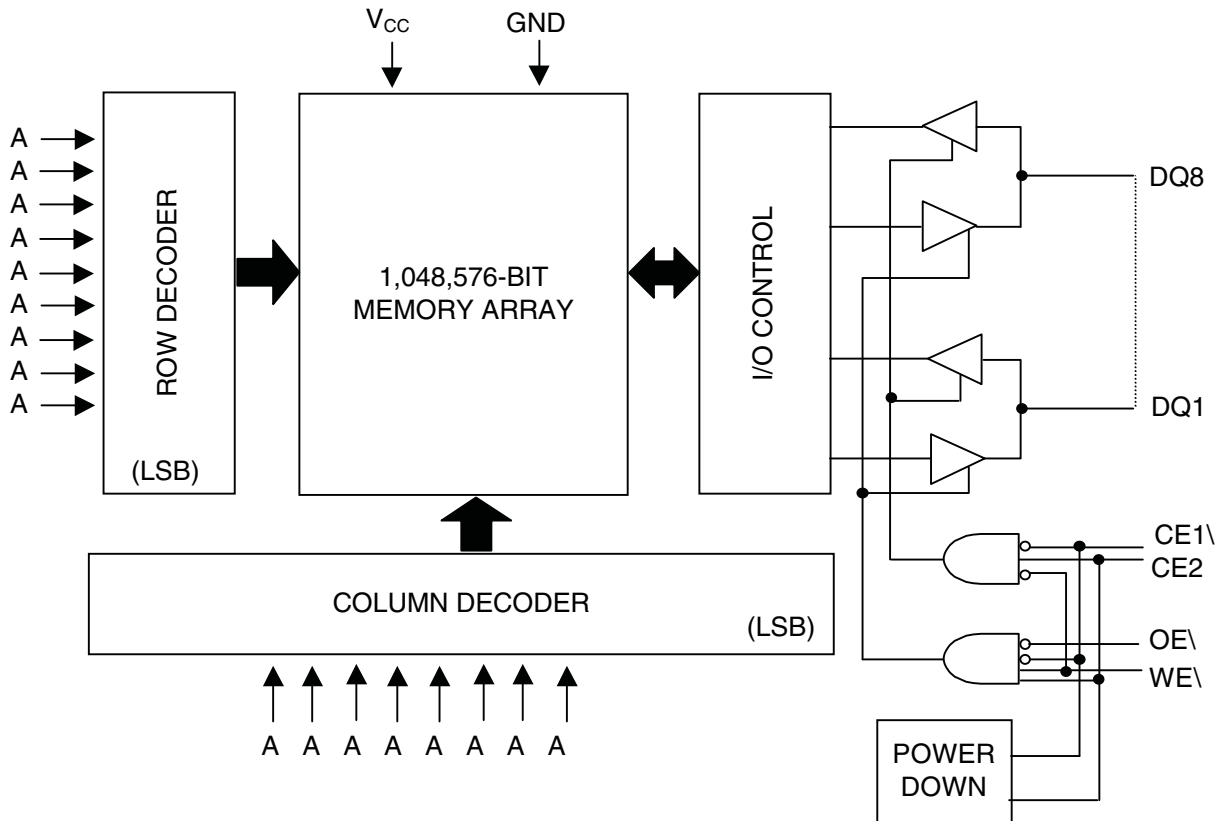 VCC
GND
A
A
A
A
A
A
A
A
A
ROW DECODER
(LSB)
1,048,576-BIT
MEMORY ARRAY
I/O CONTROL
DQ8
DQ1
CE1\
CE2
OE\
WE\
COLUMN DECODER
(LSB)
A A A A A A A A
POWER
DOWN